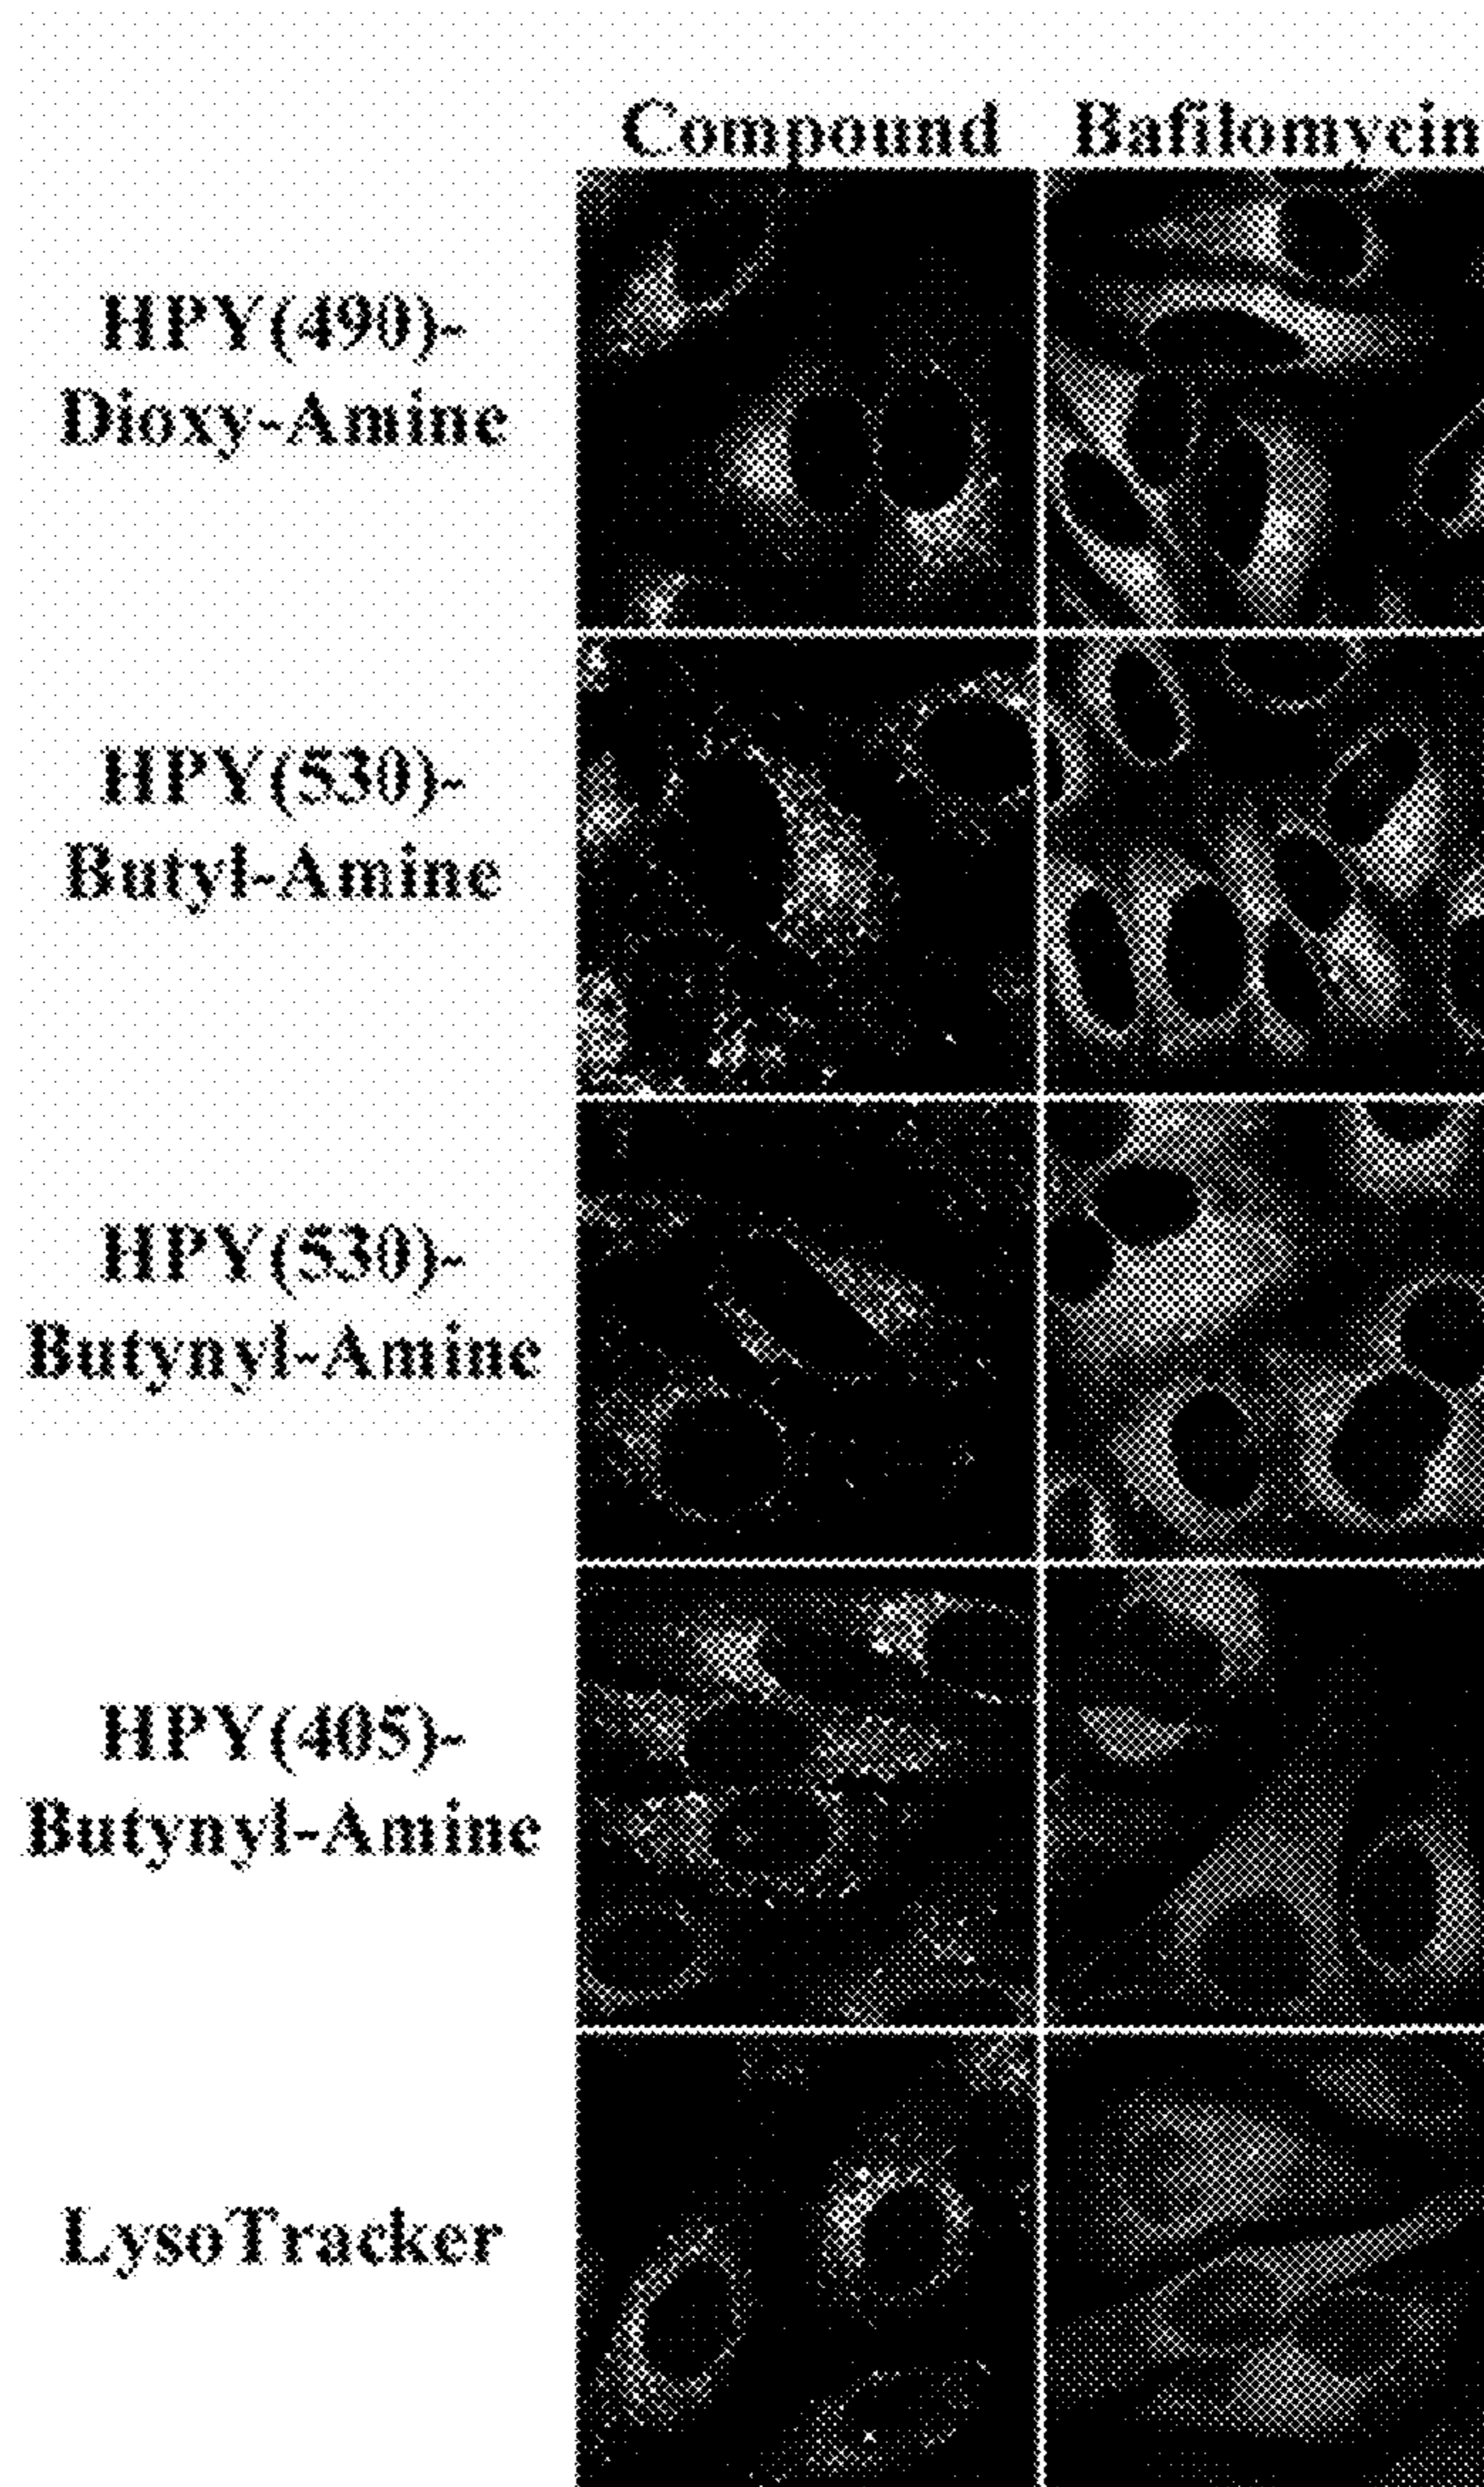 Compound Bafilomycin
HPY(490)-
Dioxy-Amine
HPY(530)-
Butyl-Amine
HPY(530)-
Butynyl-Amine
HPY(405)-
Butynyl-Amine
LysoTracker